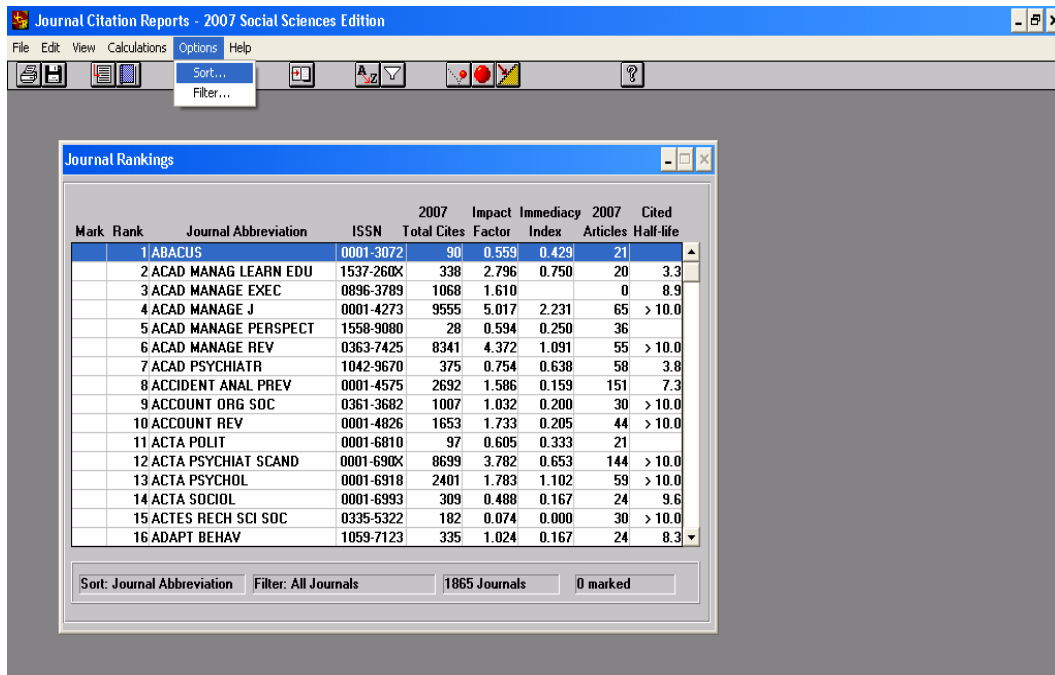 Journal Citation Reports - 2007 Social Sciences Edition
File Edit View Calculations Options Help
Sort...
Filter...
Journal Rankings
2007 Impact Immediacy 2007 Cited
Mark Rank Journal Abbreviation ISSN Total Cites Factor Index Articles Half-life
1 ABACUS 0001-3072 90 0.559 0.429 21
2 ACAD MANAG LEARN EDU 1537-260X 338 2.796 0.750 20 3.3
3 ACAD MANAGE EXEC 0896-3789 1068 1.610 0 8.9
4 ACAD MANAGE J 0001-4273 9555 5.017 2.231 65 > 10.0
5 ACAD MANAGE PERSPECT 1558-9080 28 0.594 0.250 36
6 ACAD MANAGE REV 0363-7425 8341 4.372 1.091 55 > 10.0
7 ACAD PSYCHIATR 1042-9670 375 0.754 0.638 58 3.8
8 ACCIDENT ANAL PREV 0001-4575 2692 1.586 0.159 151 7.3
9 ACCOUNT ORG SOC 0361-3682 1007 1.032 0.200 30 > 10.0
10 ACCOUNT REV 0001-4826 1653 1.733 0.205 44 > 10.0
11 ACTA POLIT 0001-6810 97 0.605 0.333 21
12 ACTA PSYCHIAT SCAND 0001-690X 8699 3.782 0.653 144 > 10.0
13 ACTA PSYCHOL 0001-6918 2401 1.783 1.102 59 > 10.0
14 ACTA SOCIOL 0001-6993 309 0.488 0.167 24 9.6
15 ACTES RECH SCI SOC 0335-5322 182 0.074 0.000 30 > 10.0
16 ADAPT BEHAV 1059-7123 335 1.024 0.167 24 8.3
Sort: Journal Abbreviation Filter: All Journals 1865 Journals 0 marked